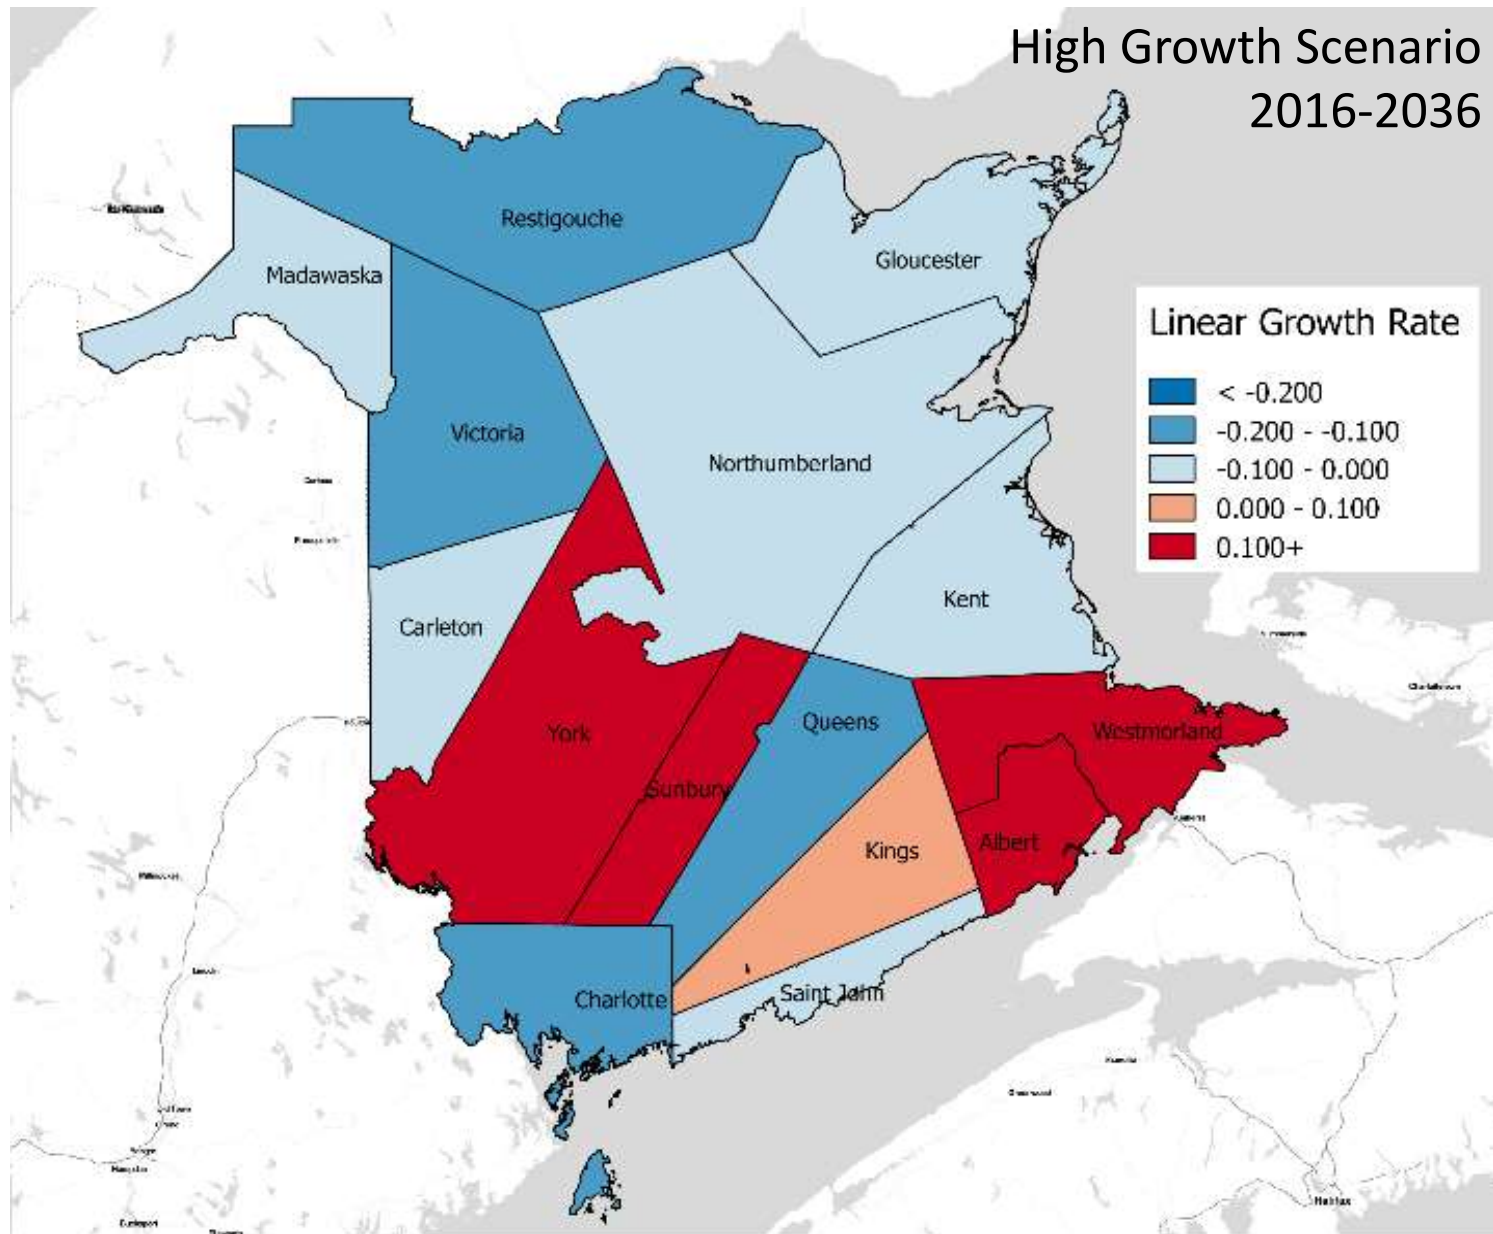 High Growth Scenario
2016-2036
Restigouche
Gloucester
Madawaska
Linear Growth Rate
< -0.200
-0.200 - -0.100
-0.100 - 0.000
0.000 - 0.100
0.100+
Victoria
Northumberland
Kent
Carleton
York
Queens
Westmorland
Sunbury
Kings
Albert
Charlotte
Saint John
Lincoln
Halifax